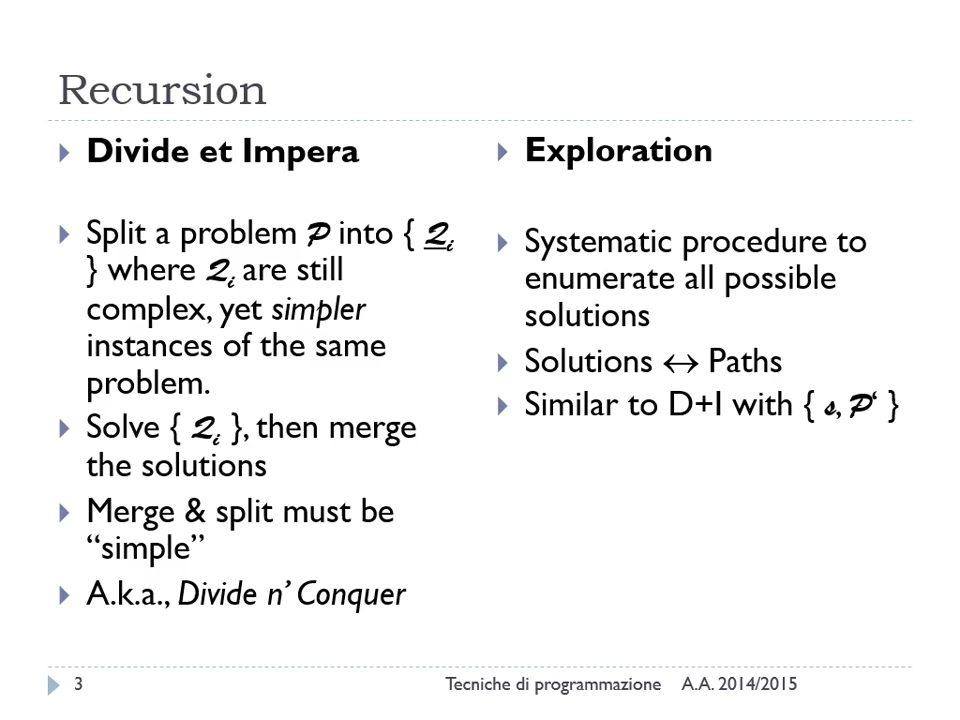 Recursion
Divide et Impera
Split a problem P into { Qi
} where Qi are still
complex, yet simpler
instances of the same
problem.
Solve { Qi }, then merge
the solutions
Merge & split must be
“simple”
A.k.a., Divide n’ Conquer
Exploration
Systematic procedure to
enumerate all possible
solutions
Solutions ↔ Paths
Similar to D+I with { s, P‘ }
3
Tecniche di programmazione A.A. 2014/2015